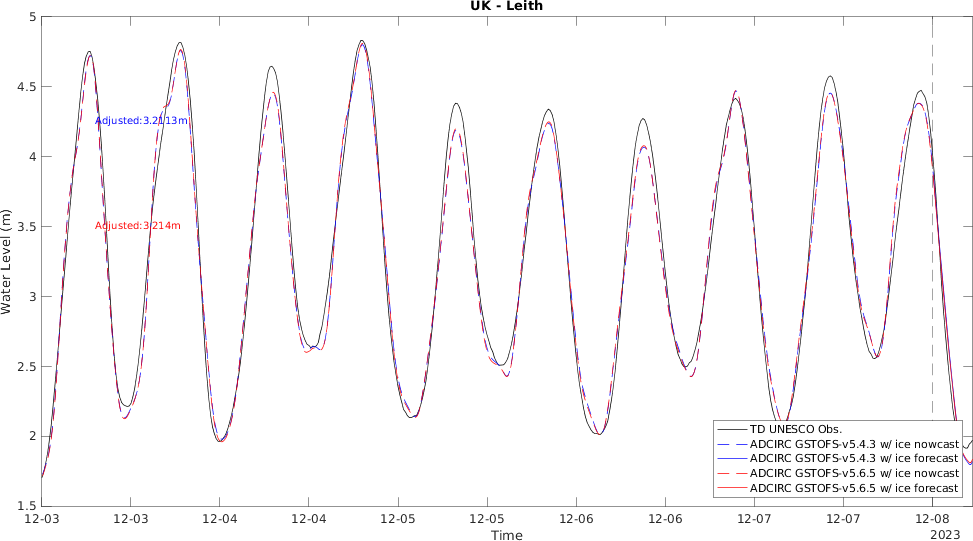 UK - Leith
5
4.5
Adjusted:3.2113m
4
3.5
Adjusted:3.214m
Water Level (m)
3
2.5
2
1.5
TD UNESCO Obs.
ADCIRC GSTOFS-v5.4.3 w/ ice nowcast
ADCIRC GSTOFS-v5.4.3 w/ ice forecast
ADCIRC GSTOFS-v5.6.5 w/ ice nowcast
ADCIRC GSTOFS-v5.6.5 w/ ice forecast
12-03 12-03 12-04 12-04 12-05 12-05 12-06 12-06 12-07 12-07 12-08
Time
2023